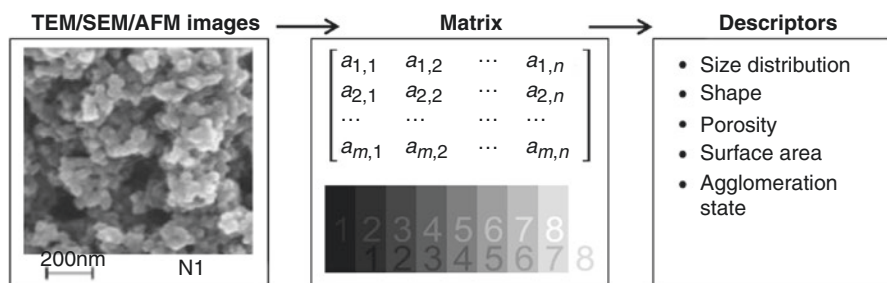 TEM/SEM/AFM images
200nm
N1
Matrix
a1,1 a1,2 ⋯ a1,n
a2,1 a2,2 ⋯ a2,n
⋯ ⋯ ⋯ ⋯
am,1 am,2 ⋯ am,n
1 2 3 4 5 6 7 8
1 2 3 4 5 6 7 8
Descriptors
• Size distribution
• Shape
• Porosity
• Surface area
• Agglomeration
state